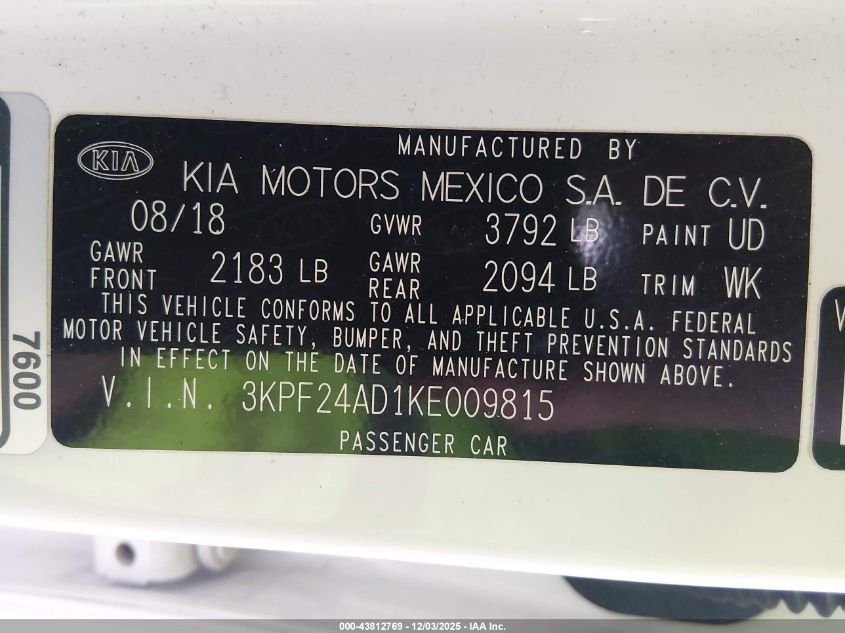 KIA
MANUFACTURED BY
KIA MOTORS MEXICO S.A. DE C.V.
08/18 GVWR 3792 LB PAINT UD
GAWR FRONT 2183 LB GAWR REAR 2094 LB TRIM WK
THIS VEHICLE CONFORMS TO ALL APPLICABLE U.S.A. FEDERAL
MOTOR VEHICLE SAFETY, BUMPER, AND THEFT PREVENTION STANDARDS
IN EFFECT ON THE DATE OF MANUFACTURE SHOWN ABOVE.
V.I.N. 3KPF24AD1KE009815
PASSENGER CAR
7600
V
000-43812769 - 12/03/2025 - IAA Inc.